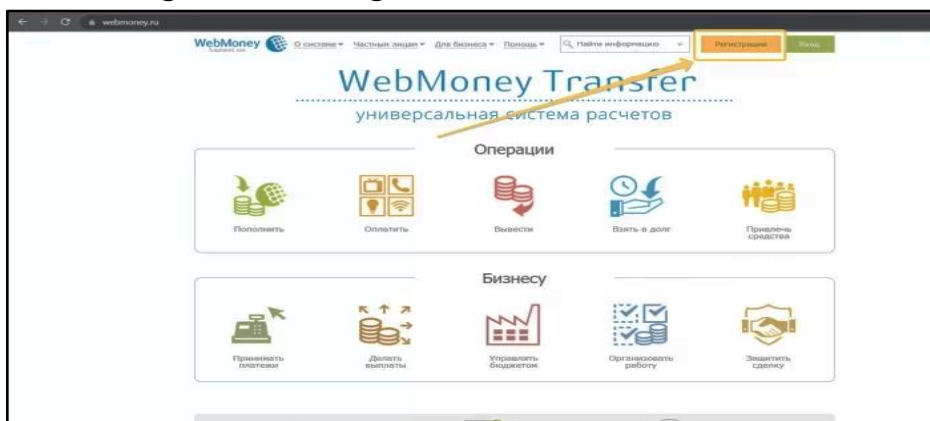 webmoney.ru
WebMoney
О системе Частным лицам Для бизнеса Помощь Найти информацию Регистрация Вход
WebMoney Transfer
универсальная система расчетов
Операции
Пополнить Оплатить Вывести Взять в долг Привлечь
средства
Бизнесу
Принимать Делать Управлять Организовать Защитить
платежи выплаты бюджетом работу сделку